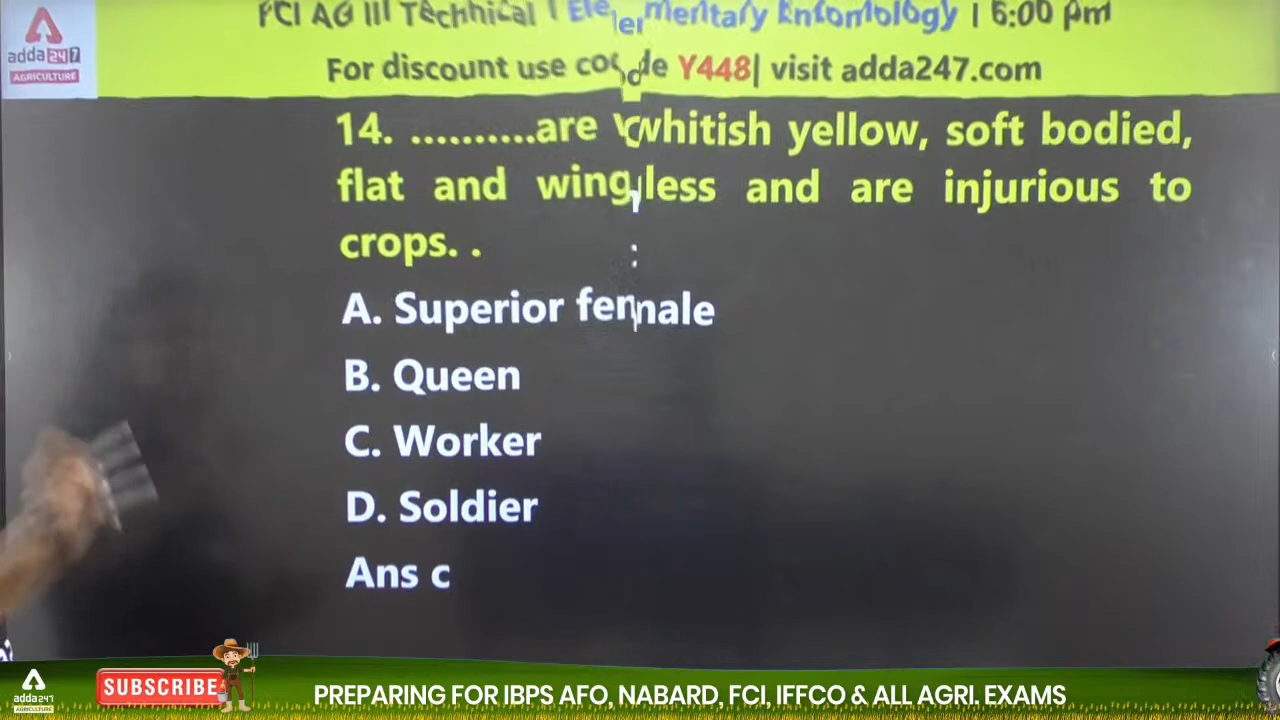 FCI AG III Technical | Elementary Entomology | 6:00 pm
adda247
AGRICULTURE
For discount use code Y448| visit adda247.com
14. ..........are whitish yellow, soft bodied,
flat and wingless and are injurious to
crops. .
A. Superior female
B. Queen
C. Worker
D. Soldier
Ans c
adda247
AGRICULTURE
SUBSCRIBE
PREPARING FOR IBPS AFO, NABARD, FCI, IFFCO & ALL AGRI. EXAMS